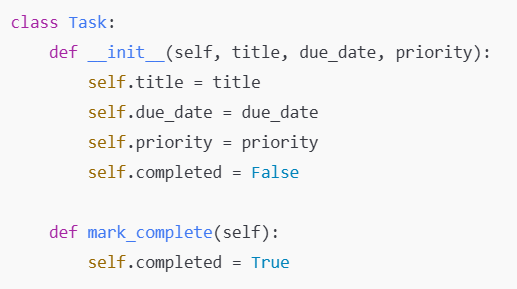 class Task:
    def __init__(self, title, due_date, priority):
        self.title = title
        self.due_date = due_date
        self.priority = priority
        self.completed = False

    def mark_complete(self):
        self.completed = True